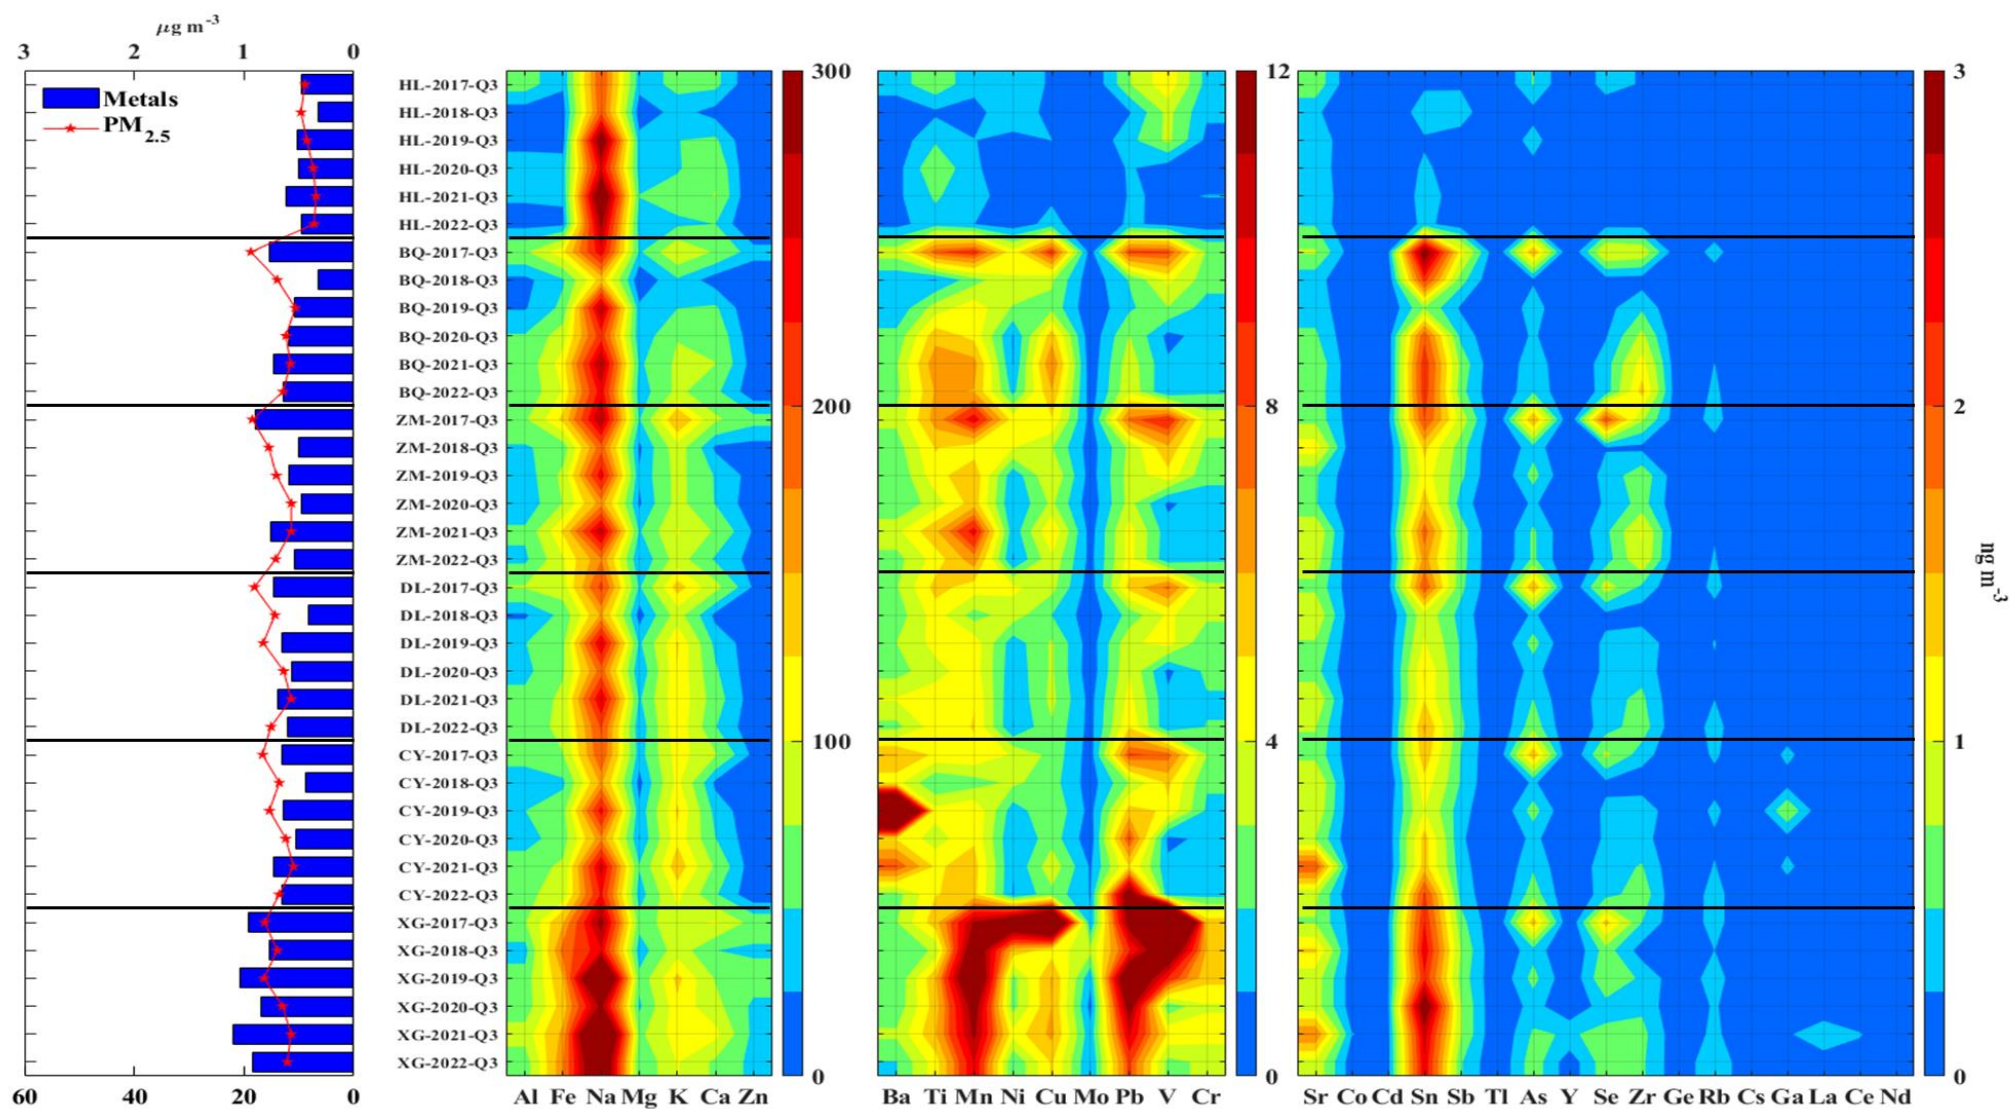 μg m-3
3 2 1 0
Metals
PM2.5
HL-2017-Q3
HL-2018-Q3
HL-2019-Q3
HL-2020-Q3
HL-2021-Q3
HL-2022-Q3
BQ-2017-Q3
BQ-2018-Q3
BQ-2019-Q3
BQ-2020-Q3
BQ-2021-Q3
BQ-2022-Q3
ZM-2017-Q3
ZM-2018-Q3
ZM-2019-Q3
ZM-2020-Q3
ZM-2021-Q3
ZM-2022-Q3
DL-2017-Q3
DL-2018-Q3
DL-2019-Q3
DL-2020-Q3
DL-2021-Q3
DL-2022-Q3
CY-2017-Q3
CY-2018-Q3
CY-2019-Q3
CY-2020-Q3
CY-2021-Q3
CY-2022-Q3
XG-2017-Q3
XG-2018-Q3
XG-2019-Q3
XG-2020-Q3
XG-2021-Q3
XG-2022-Q3
60 40 20 0
Al Fe Na Mg K Ca Zn
300
200
100
0
Ba Ti Mn Ni Cu Mo Pb V Cr
12
8
4
0
Sr Co Cd Sn Sb Tl As Y Se Zr Ge Rb Cs Ga La Ce Nd
3
2
1
0
ng m-3